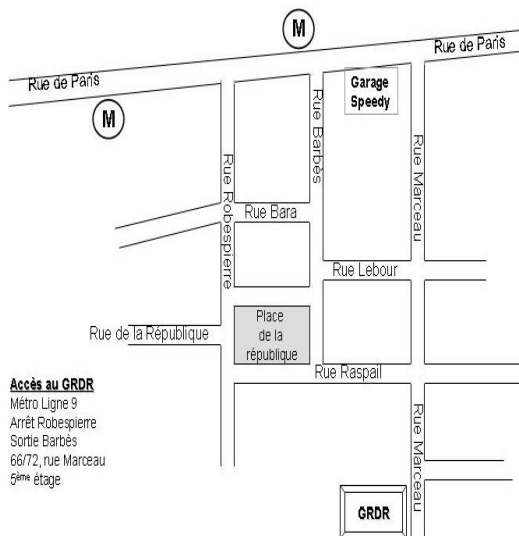 M
Rue de Paris
Rue de Paris
M
Garage
Speedy
Rue Barbès
Rue Robespierre
Rue Marceau
Rue Bara
Rue Lebour
Place
de la
république
Rue de la République
Rue Raspail
Accès au GRDR
Métro Ligne 9
Arrêt Robespierre
Sortie Barbès
66/72, rue Marceau
5ème étage
Rue Marceau
GRDR